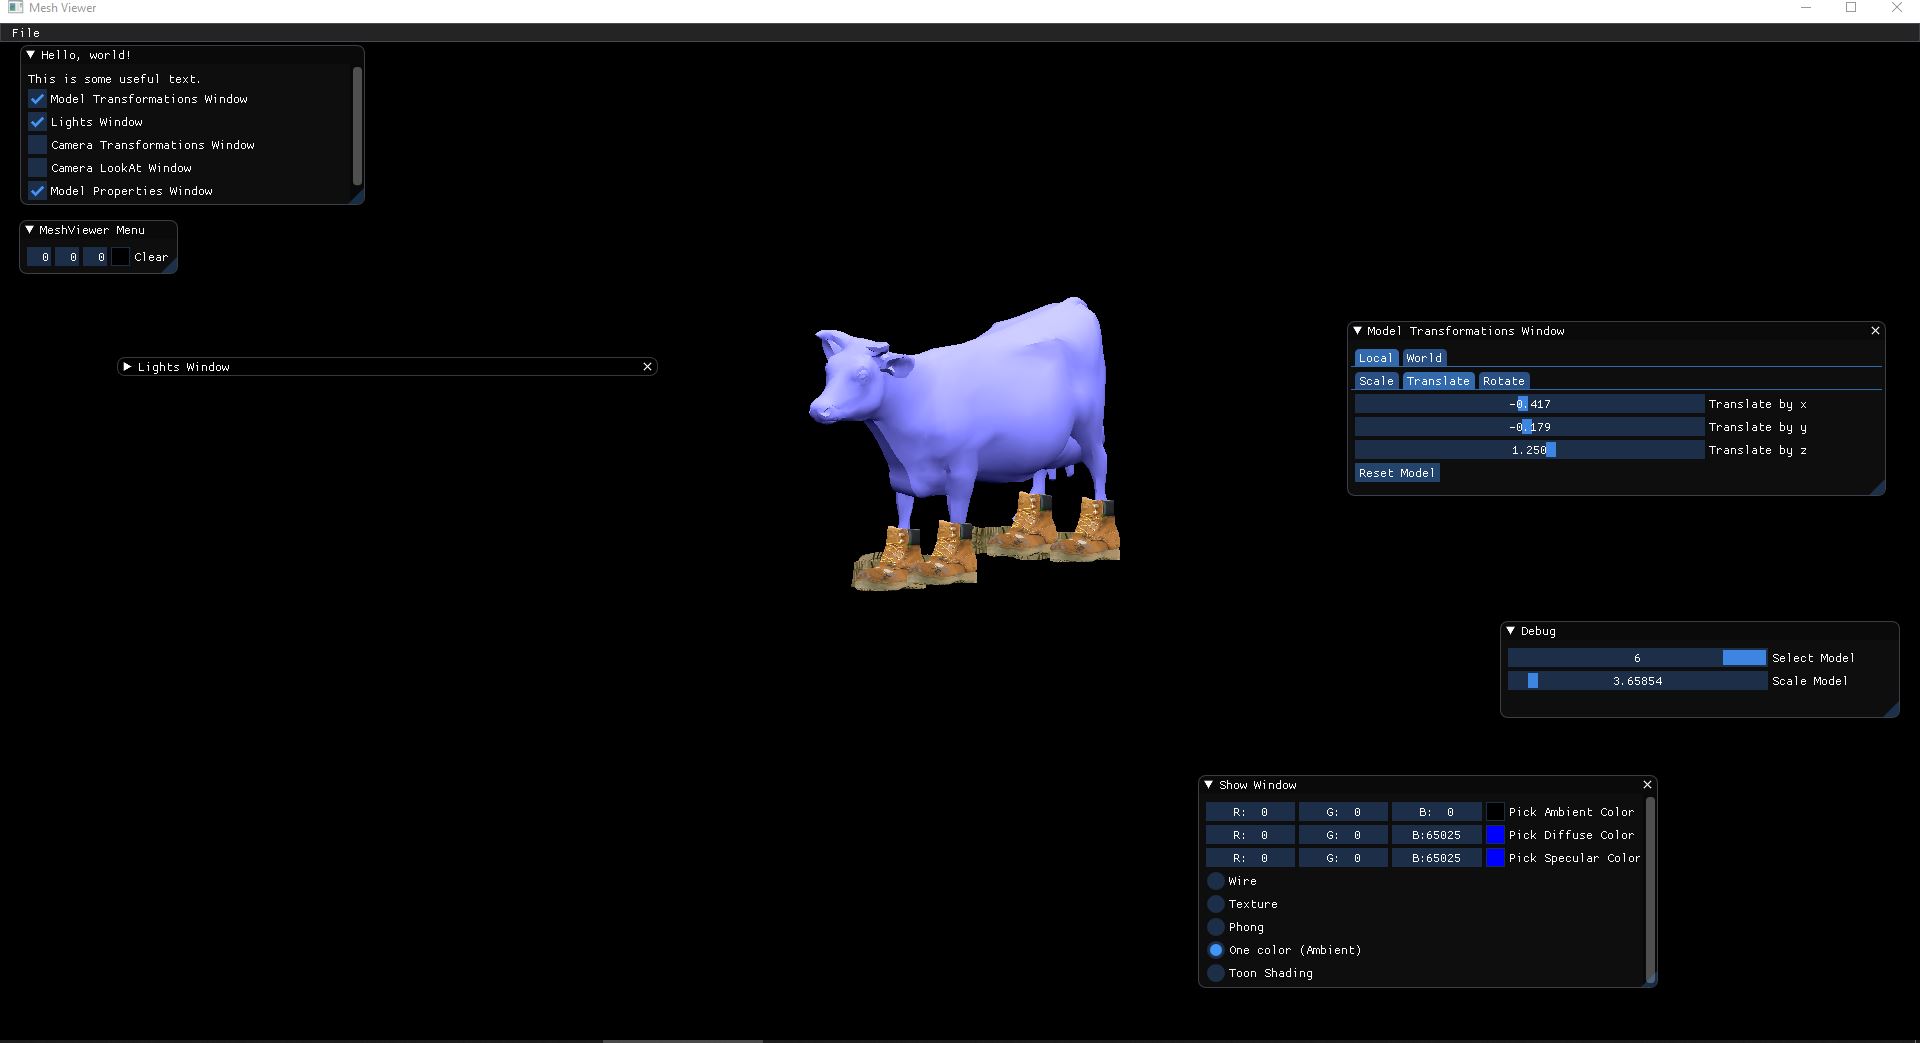 Mesh Viewer
File
Hello, world!
This is some useful text.
Model Transformations Window
Lights Window
Camera Transformations Window
Camera LookAt Window
Model Properties Window
MeshViewer Menu
0 0 0 Clear
Lights Window
Model Transformations Window
Local World
Scale Translate Rotate
-0.417 Translate by x
-0.179 Translate by y
1.250 Translate by z
Reset Model
Debug
6 Select Model
3.65854 Scale Model
Show Window
R: 0 G: 0 B: 0 Pick Ambient Color
R: 0 G: 0 B:65025 Pick Diffuse Color
R: 0 G: 0 B:65025 Pick Specular Color
Wire
Texture
Phong
One color (Ambient)
Toon Shading